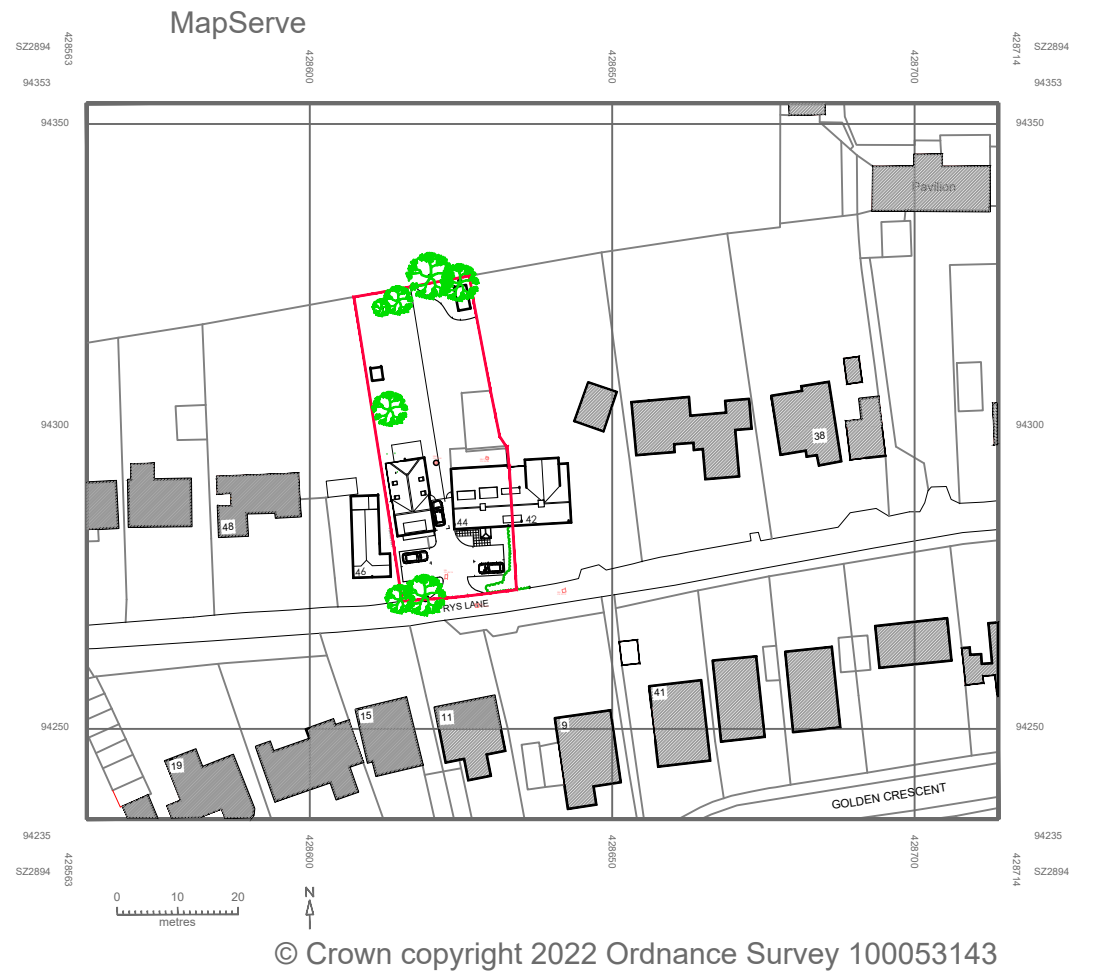 MapServe
SZ2894
428563
94353
428600
428650
428700
428714
SZ2894
94353
94350
94350
Pavilion
94300
94300
38
48
44
42
46
RYS LANE
41
15
11
9
19
94250
94250
GOLDEN CRESCENT
94235
SZ2894
428563
428600
428650
428700
428714
94235
SZ2894
0 10 20
metres
N
© Crown copyright 2022 Ordnance Survey 100053143